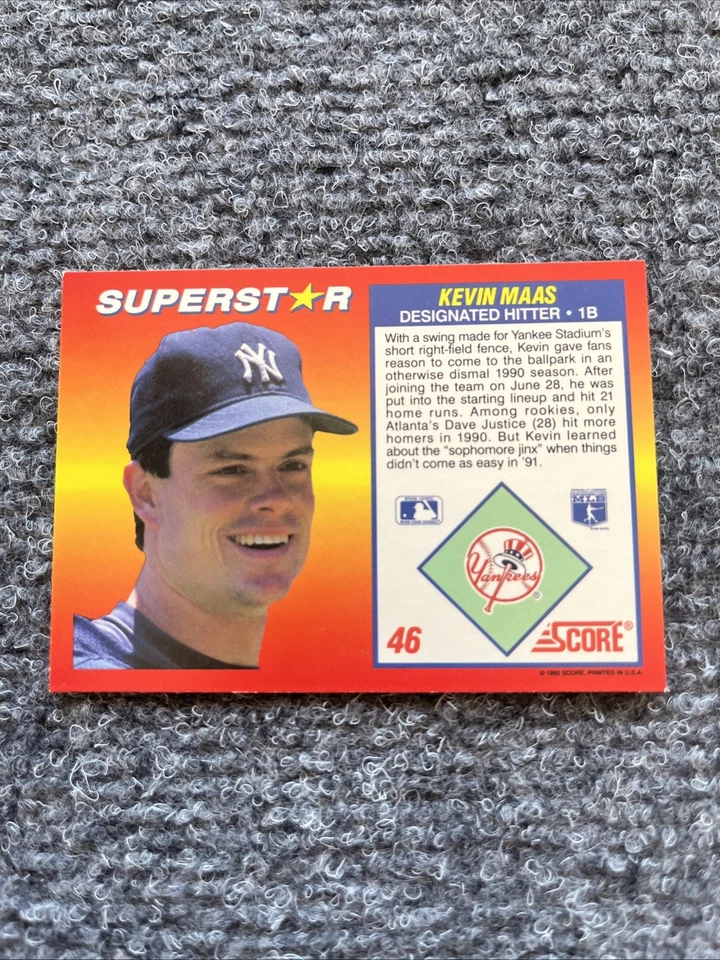 SUPERST★R
NY
KEVIN MAAS
DESIGNATED HITTER • 1B
With a swing made for Yankee Stadium's
short right-field fence, Kevin gave fans
reason to come to the ballpark in an
otherwise dismal 1990 season. After
joining the team on June 28, he was
put into the starting lineup and hit 21
home runs. Among rookies, only
Atlanta's Dave Justice (28) hit more
homers in 1990. But Kevin learned
about the "sophomore jinx" when things
didn't come as easy in '91.
MLB
Yankees
®
46
SCORE®
SCORE, PRINTED IN U.S.A.